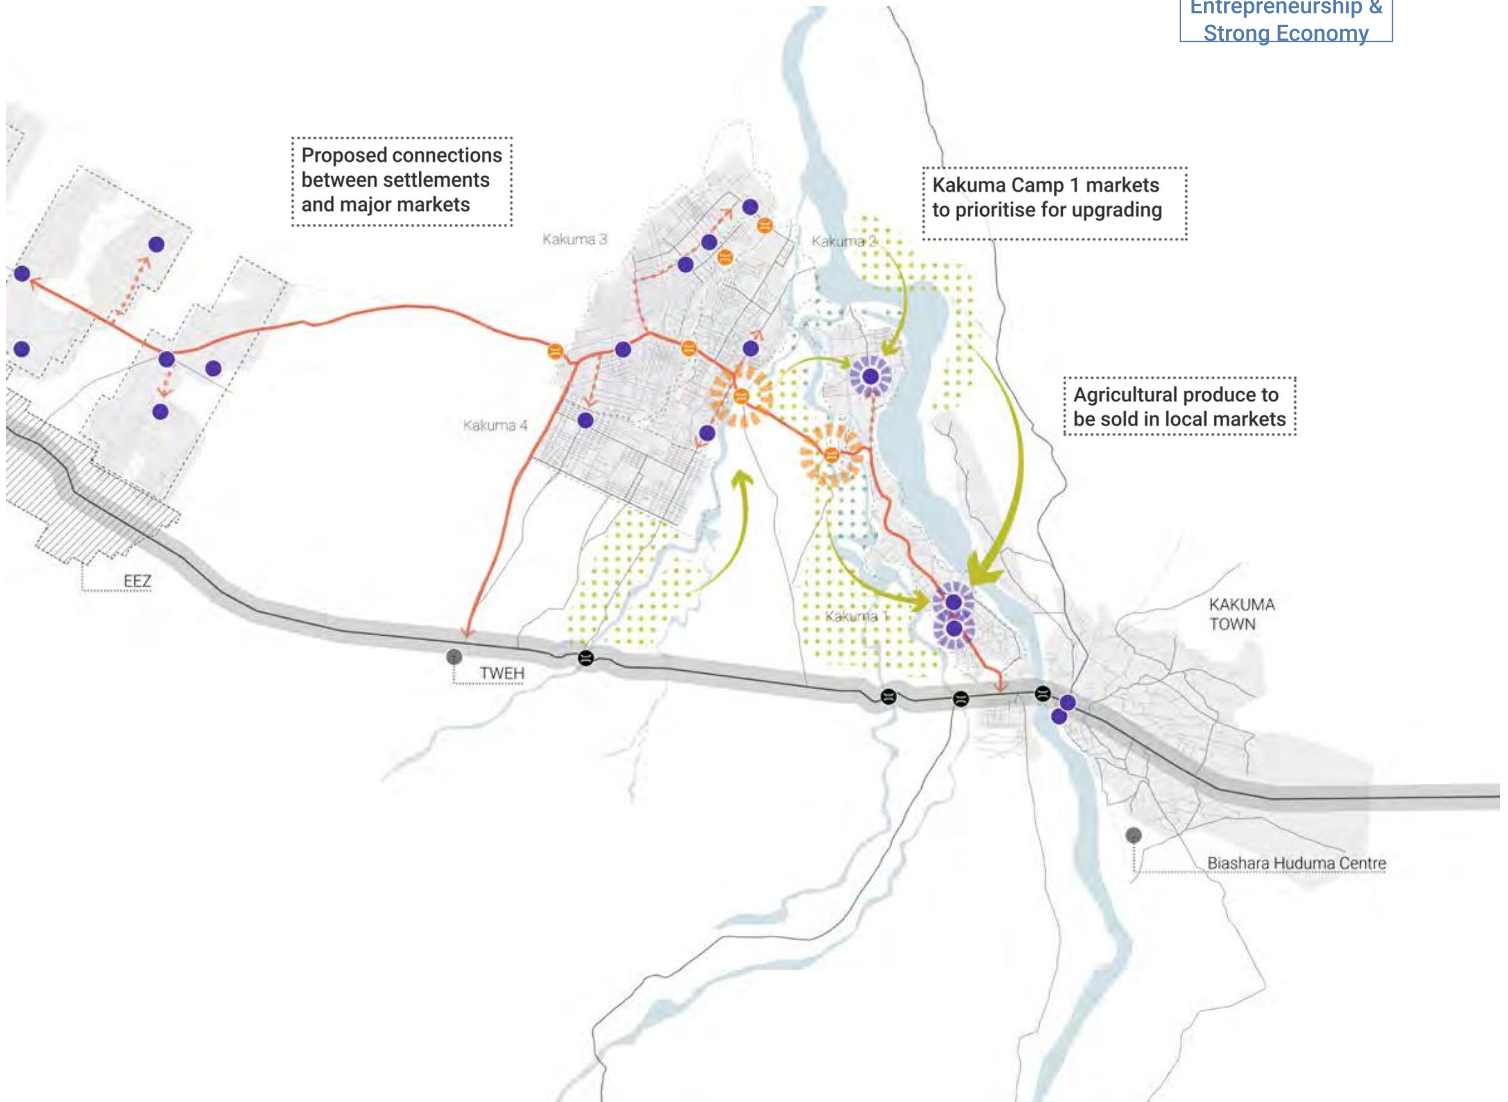 Entrepreneurship &
Strong Economy
Proposed connections
between settlements
and major markets
Kakuma Camp 1 markets
to prioritise for upgrading
Kakuma 3
Kakuma 2
Agricultural produce to
be sold in local markets
Kakuma 4
EEZ
KAKUMA
TOWN
Kakuma 1
TWEH
Biashara Huduma Centre